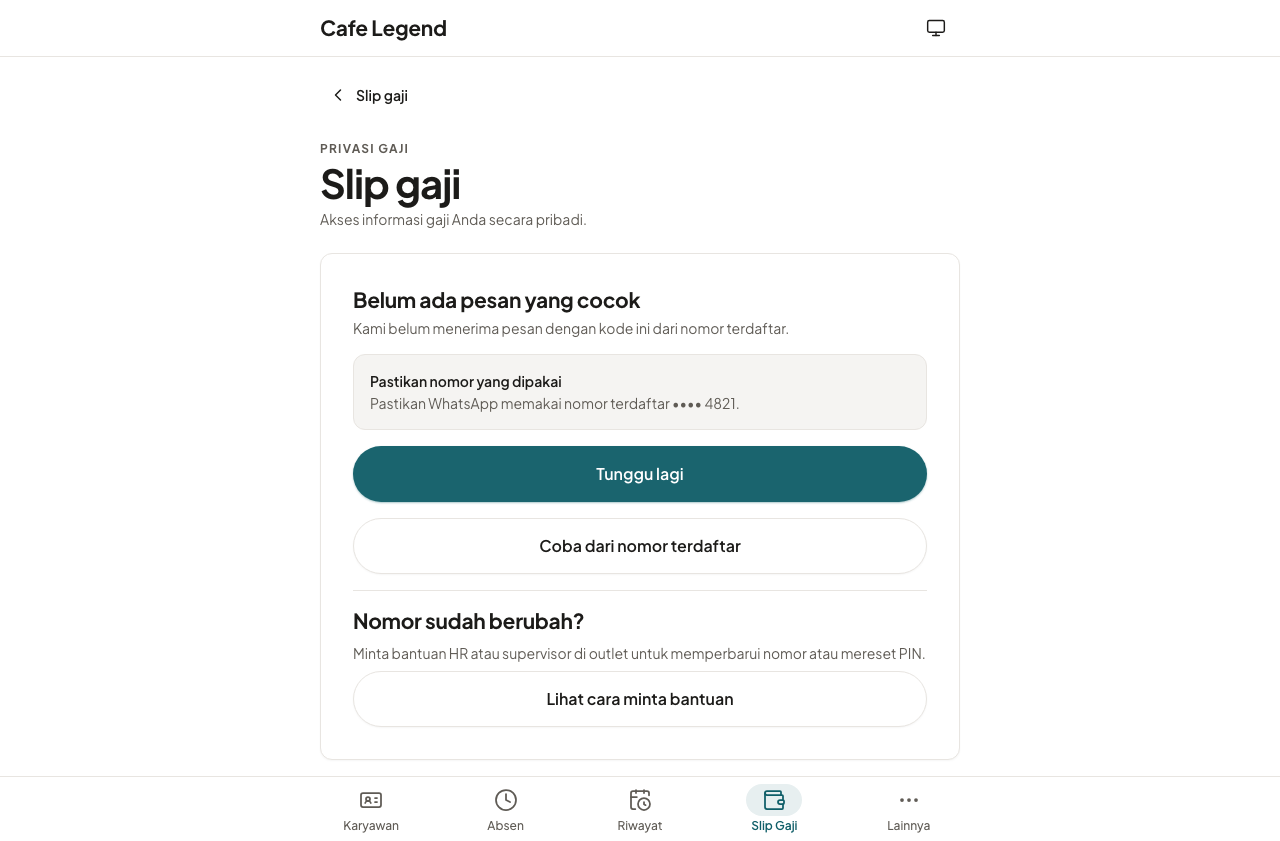 Cafe Legend
Slip gaji
PRIVASI GAJI
Slip gaji
Akses informasi gaji Anda secara pribadi.
Belum ada pesan yang cocok
Kami belum menerima pesan dengan kode ini dari nomor terdaftar.
Pastikan nomor yang dipakai
Pastikan WhatsApp memakai nomor terdaftar •••• 4821.
Tunggu lagi
Coba dari nomor terdaftar
Nomor sudah berubah?
Minta bantuan HR atau supervisor di outlet untuk memperbarui nomor atau mereset PIN.
Lihat cara minta bantuan
Karyawan
Absen
Riwayat
Slip Gaji
Lainnya